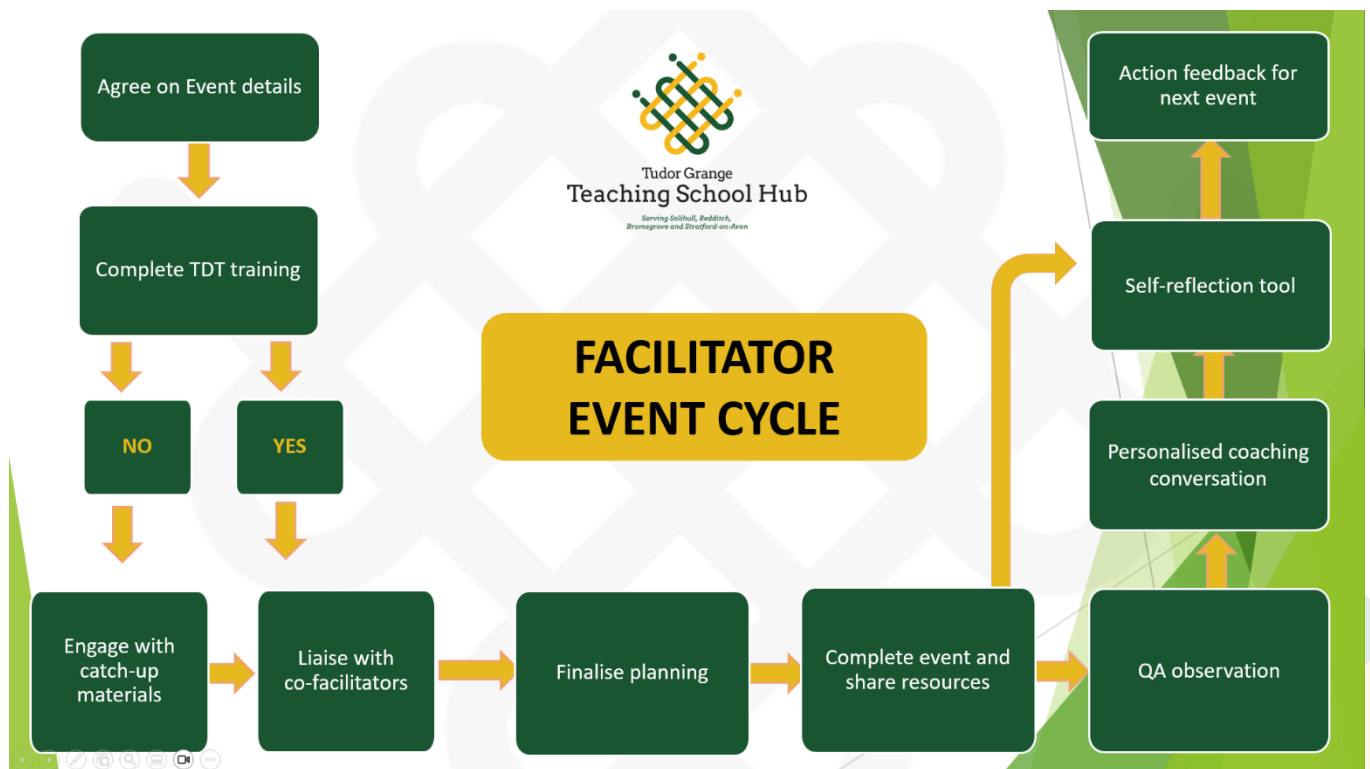 Agree on Event details
Complete TDT training
NO
YES
Engage with
catch-up
materials
Liaise with
co-facilitators
Tudor Grange
Teaching School Hub
Serving Solihull, Redditch,
Bromsgrove and Stratford-on-Avon
FACILITATOR
EVENT CYCLE
Finalise planning
Complete event and
share resources
QA observation
Personalised coaching
conversation
Self-reflection tool
Action feedback for
next event